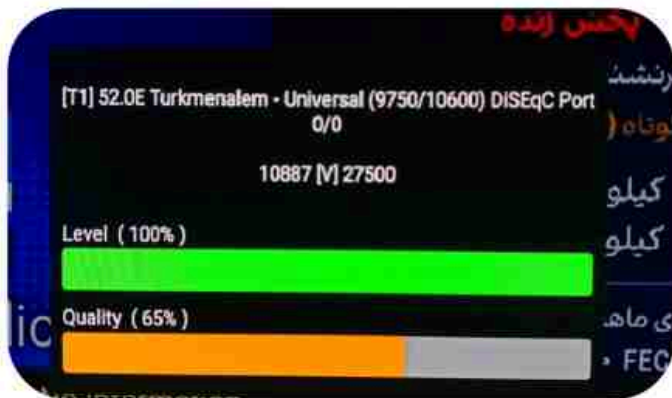 پخش زنده
[T1] 52.0E Turkmenalem - Universal (9750/10600) DiSEqC Port
0/0
10887 [V] 27500
کیلو
کیلو
Level ( 100% )
Quality ( 65% )
ی ماه
FEC